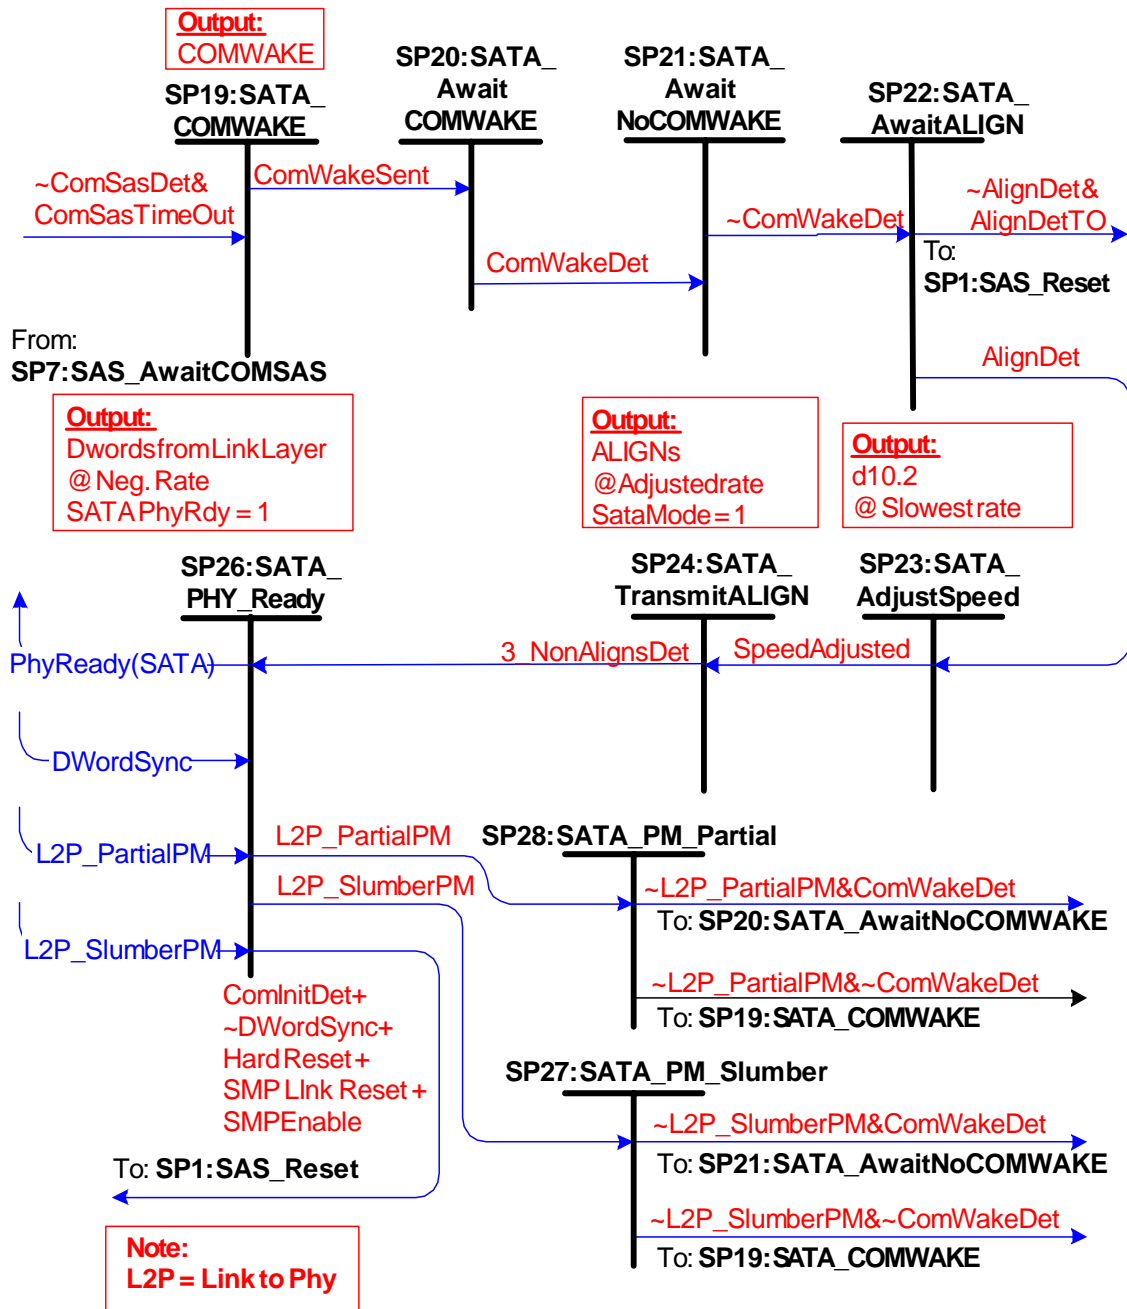 Output:
COMWAKE
SP19:SATA_
COMWAKE
SP20:SATA_
Await
COMWAKE
SP21:SATA_
Await
NoCOMWAKE
SP22:SATA_
AwaitALIGN
~ComSasDet&
ComSasTimeOut
ComWakeSent
ComWakeDet
~ComWakeDet
~AlignDet&
AlignDetTO
To:
SP1:SAS_Reset
AlignDet
From:
SP7:SAS_AwaitCOMSAS
Output:
DwordsfromLinkLayer
@Neg.Rate
SATAPhyRdy=1
Output:
ALIGNs
@Adjustedrate
SataMode=1
Output:
d10.2
@Slowestrate
SP26:SATA_
PHY_Ready
SP24:SATA_
TransmitALIGN
SP23:SATA_
AdjustSpeed
PhyReady(SATA)
3_NonAlignsDet
SpeedAdjusted
DWordSync
L2P_PartialPM
L2P_SlumberPM
L2P_PartialPM
L2P_SlumberPM
SP28:SATA_PM_Partial
~L2P_PartialPM&ComWakeDet
To: SP20:SATA_AwaitNoCOMWAKE
~L2P_PartialPM&~ComWakeDet
To: SP19:SATA_COMWAKE
ComInitDet+
~DWordSync+
Hard Reset+
SMP LInk Reset+
SMPEnable
To: SP1:SAS_Reset
SP27:SATA_PM_Slumber
~L2P_SlumberPM&ComWakeDet
To: SP21:SATA_AwaitNoCOMWAKE
~L2P_SlumberPM&~ComWakeDet
To: SP19:SATA_COMWAKE
Note:
L2P = Link to Phy